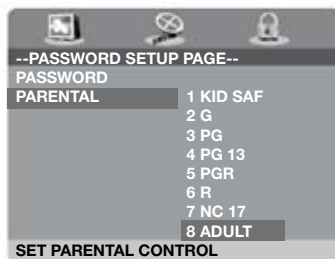 --PASSWORD SETUP PAGE--
PASSWORD
PARENTAL 1 KID SAF
2 G
3 PG
4 PG 13
5 PGR
6 R
7 NC 17
8 ADULT
SET PARENTAL CONTROL